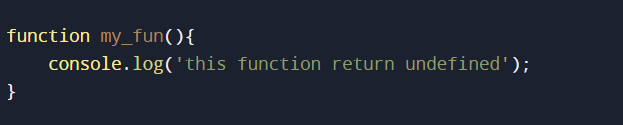 function my_fun(){
    console.log('this function return undefined');
}